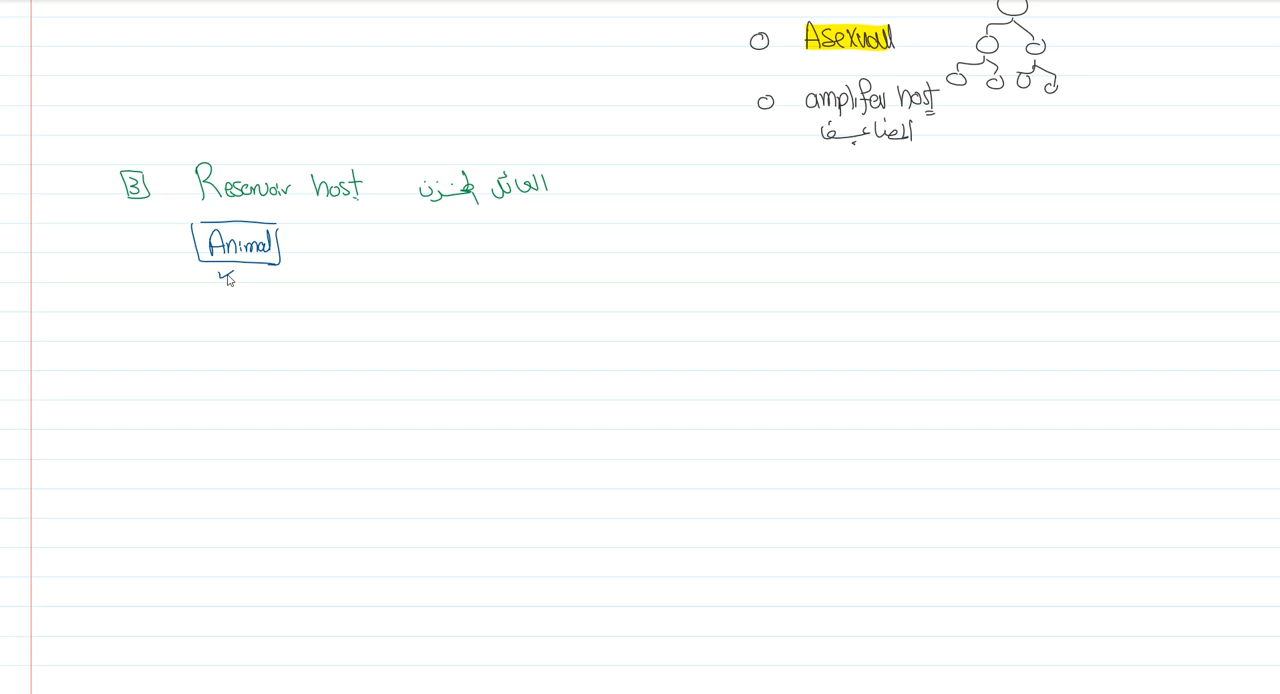 Asexual
amplifer host
المضاعف
3 Reservoir host العائل المخزن
Animal